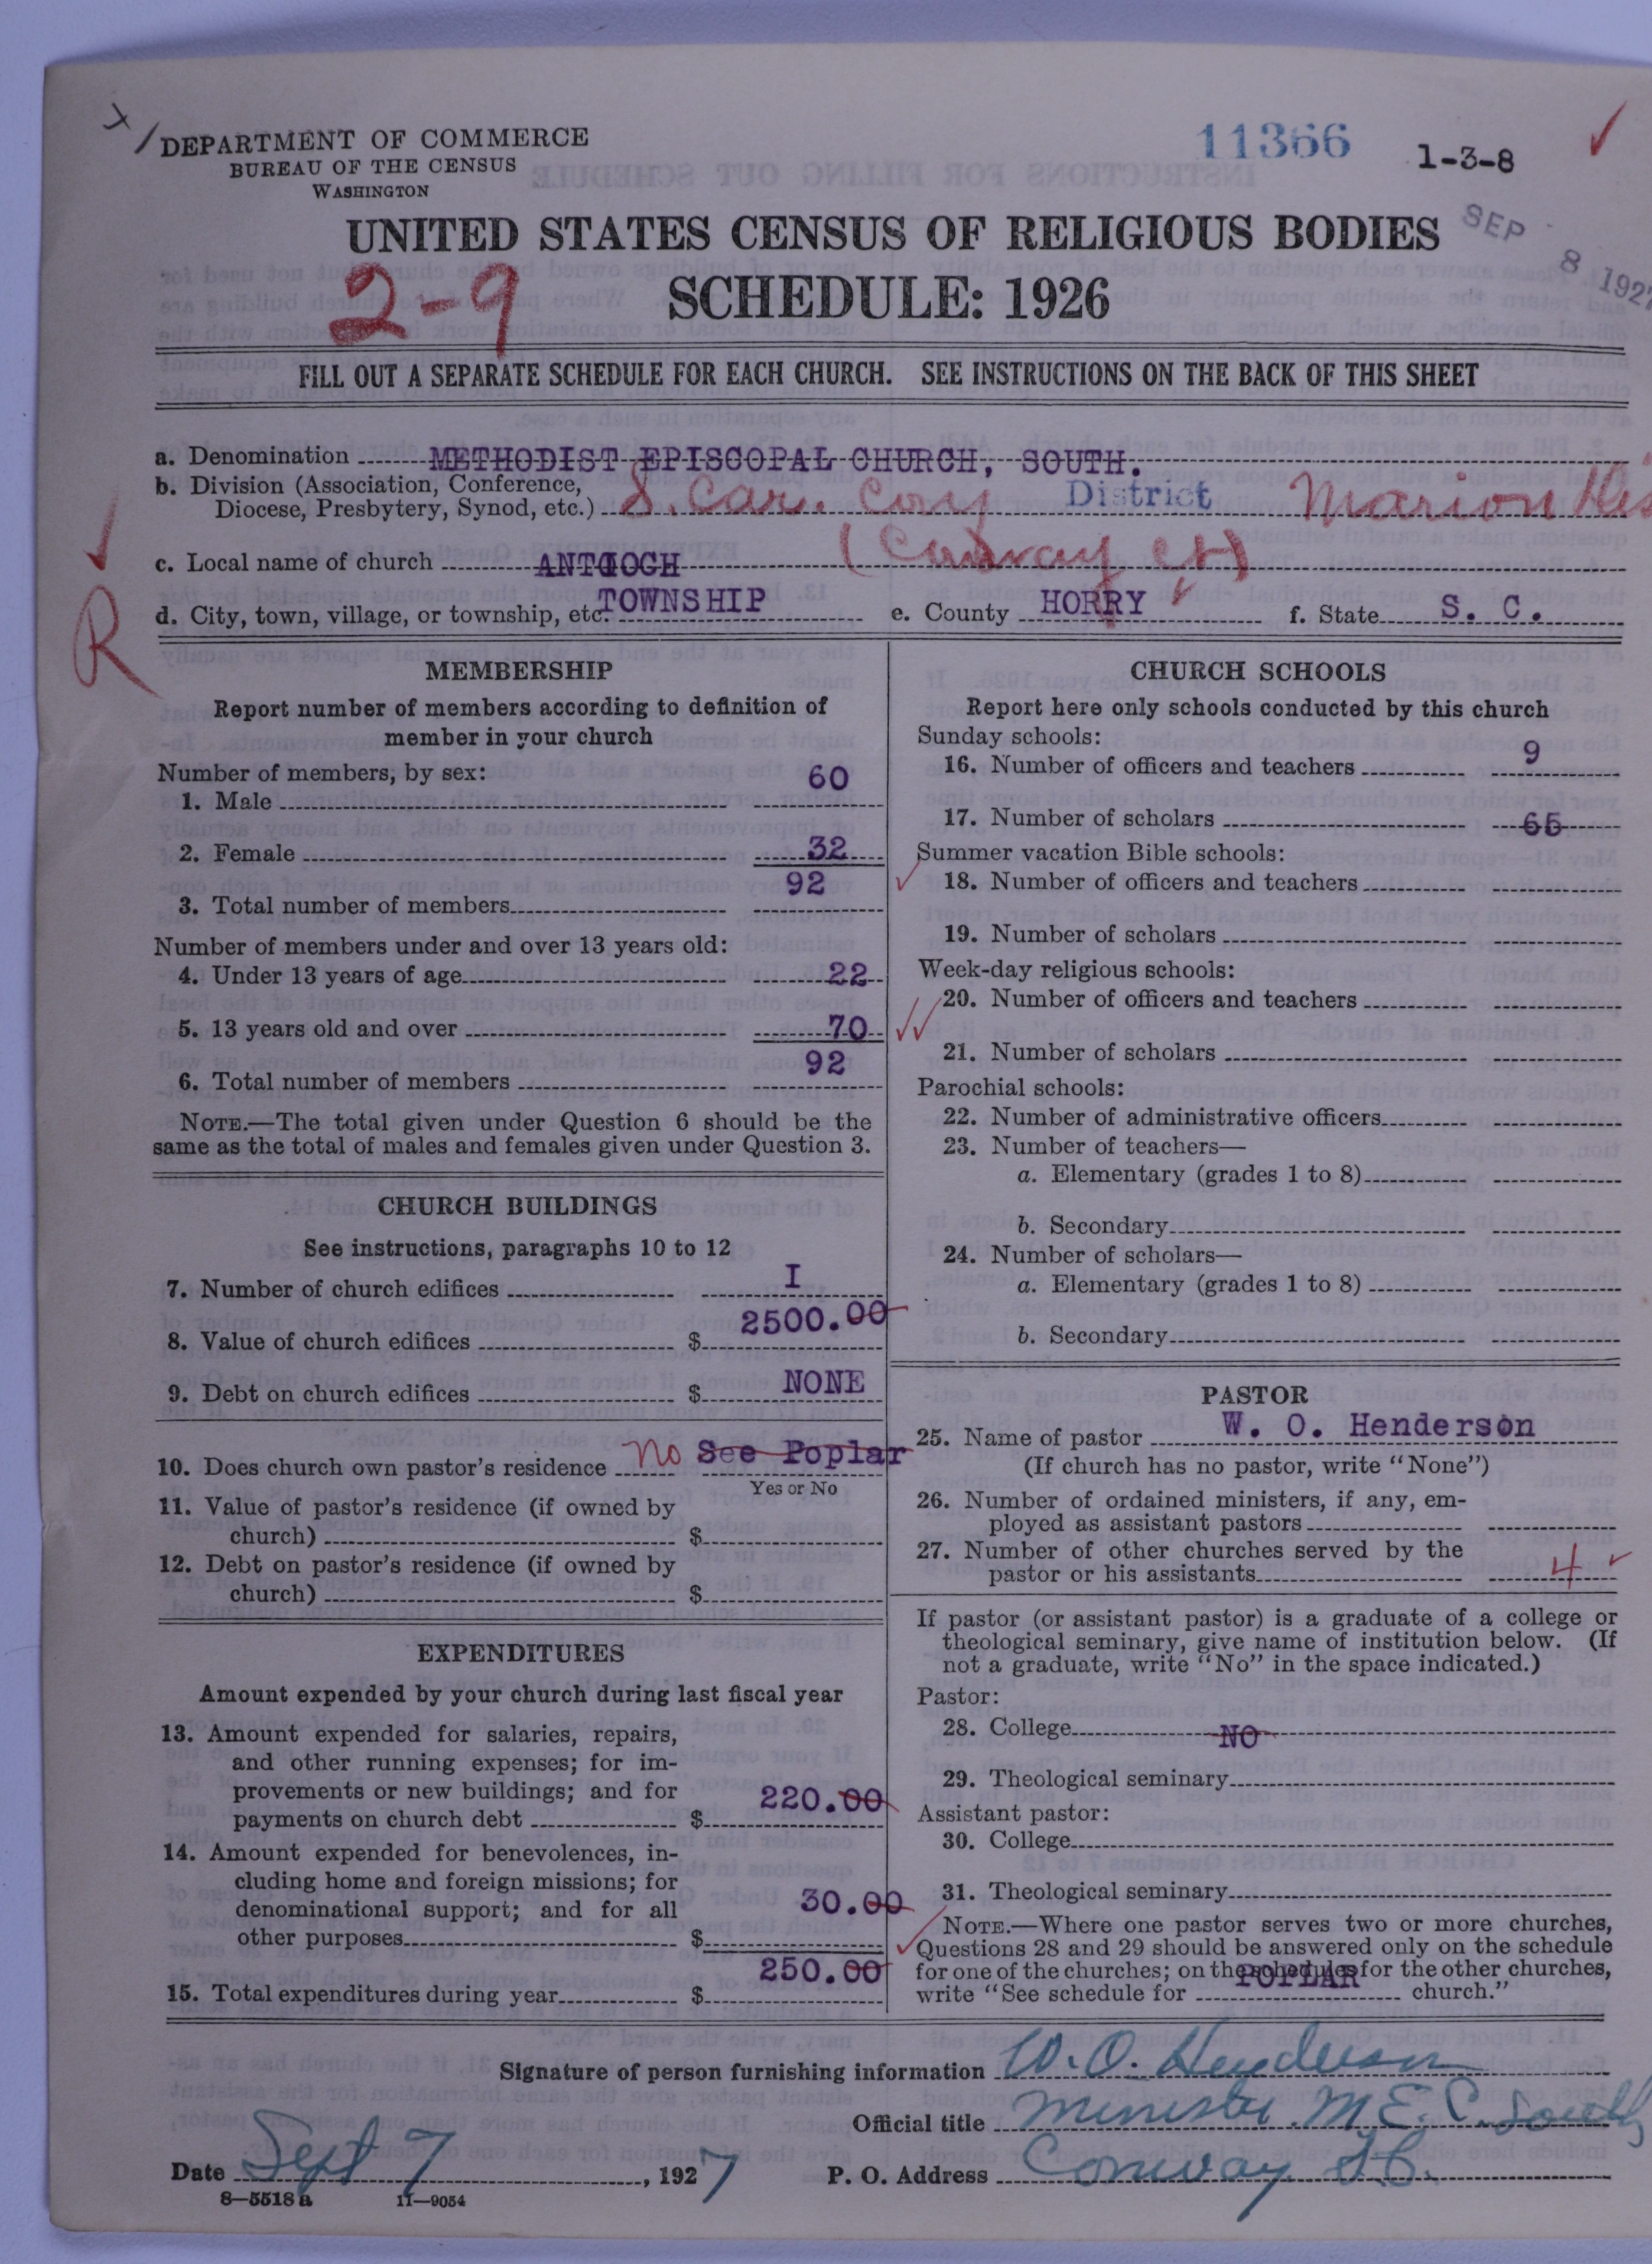 DEPARTMENT OF COMMERCE
BUREAU OF THE CENSUS
WASHINGTON
11366
1-3-8
SEP 8 1927
UNITED STATES CENSUS OF RELIGIOUS BODIES
2-9
SCHEDULE: 1926
FILL OUT A SEPARATE SCHEDULE FOR EACH CHURCH. SEE INSTRUCTIONS ON THE BACK OF THIS SHEET
a. Denomination METHODIST EPISCOPAL CHURCH, SOUTH.
b. Division (Association, Conference,
Diocese, Presbytery, Synod, etc.) S. Car. Conf District Marion Dis
c. Local name of church ANTIOCH (Conway Ct)
d. City, town, village, or township, etc. TOWNSHIP e. County HORRY f. State S. C.
R
MEMBERSHIP
Report number of members according to definition of
member in your church
Number of members, by sex:
1. Male 60
2. Female 32
3. Total number of members 92
Number of members under and over 13 years old:
4. Under 13 years of age 22
5. 13 years old and over 70
6. Total number of members 92
NOTE.—The total given under Question 6 should be the
same as the total of males and females given under Question 3.
CHURCH BUILDINGS
See instructions, paragraphs 10 to 12
7. Number of church edifices I
8. Value of church edifices $ 2500.00
9. Debt on church edifices $ NONE
10. Does church own pastor's residence no See Poplar
Yes or No
11. Value of pastor's residence (if owned by
church) $
12. Debt on pastor's residence (if owned by
church) $
EXPENDITURES
Amount expended by your church during last fiscal year
13. Amount expended for salaries, repairs,
and other running expenses; for im-
provements or new buildings; and for
payments on church debt $ 220.00
14. Amount expended for benevolences, in-
cluding home and foreign missions; for
denominational support; and for all
other purposes $ 30.00
15. Total expenditures during year $ 250.00
CHURCH SCHOOLS
Report here only schools conducted by this church
Sunday schools:
16. Number of officers and teachers 9
17. Number of scholars 65
Summer vacation Bible schools:
18. Number of officers and teachers
19. Number of scholars
Week-day religious schools:
20. Number of officers and teachers
21. Number of scholars
Parochial schools:
22. Number of administrative officers
23. Number of teachers—
a. Elementary (grades 1 to 8)
b. Secondary
24. Number of scholars—
a. Elementary (grades 1 to 8)
b. Secondary
PASTOR
25. Name of pastor W. O. Henderson
(If church has no pastor, write "None")
26. Number of ordained ministers, if any, em-
ployed as assistant pastors
27. Number of other churches served by the
pastor or his assistants 4
If pastor (or assistant pastor) is a graduate of a college or
theological seminary, give name of institution below. (If
not a graduate, write "No" in the space indicated.)
Pastor:
28. College NO
29. Theological seminary
Assistant pastor:
30. College
31. Theological seminary
NOTE.—Where one pastor serves two or more churches,
Questions 28 and 29 should be answered only on the schedule
for one of the churches; on the schedules for the other churches,
write "See schedule for POPLAR church."
Signature of person furnishing information W. O. Henderson
Official title Minister. M. E. C. South
Date Sept 7, 1927 P. O. Address Conway S.C.
8—5518 a 11—9054